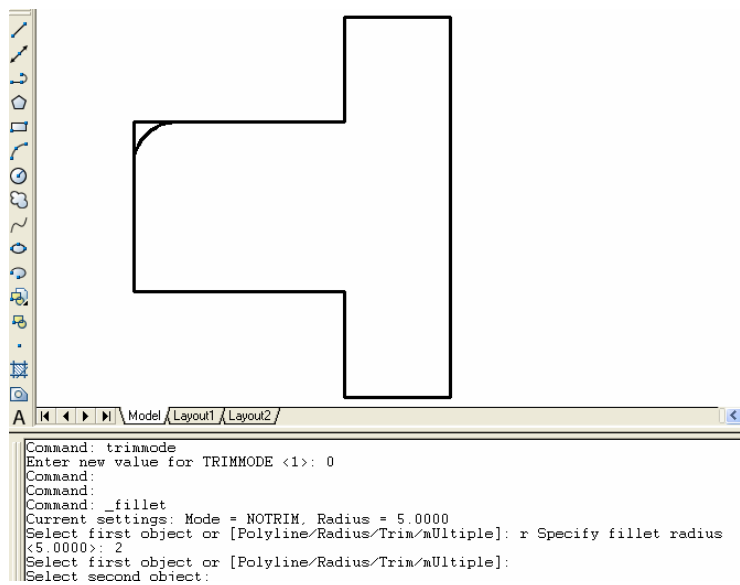 A
Model
Layout1
Layout2
Command: trimmode
Enter new value for TRIMMODE <1>: 0
Command:
Command:
Command: _fillet
Current settings: Mode = NOTRIM, Radius = 5.0000
Select first object or [Polyline/Radius/Trim/mUltiple]: r Specify fillet radius
<5.0000>: 2
Select first object or [Polyline/Radius/Trim/mUltiple]:
Select second object: